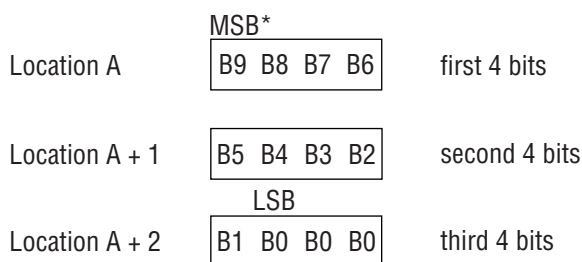 MSB*
Location A B9 B8 B7 B6 first 4 bits
Location A + 1 B5 B4 B3 B2 second 4 bits
LSB
Location A + 2 B1 B0 B0 B0 third 4 bits